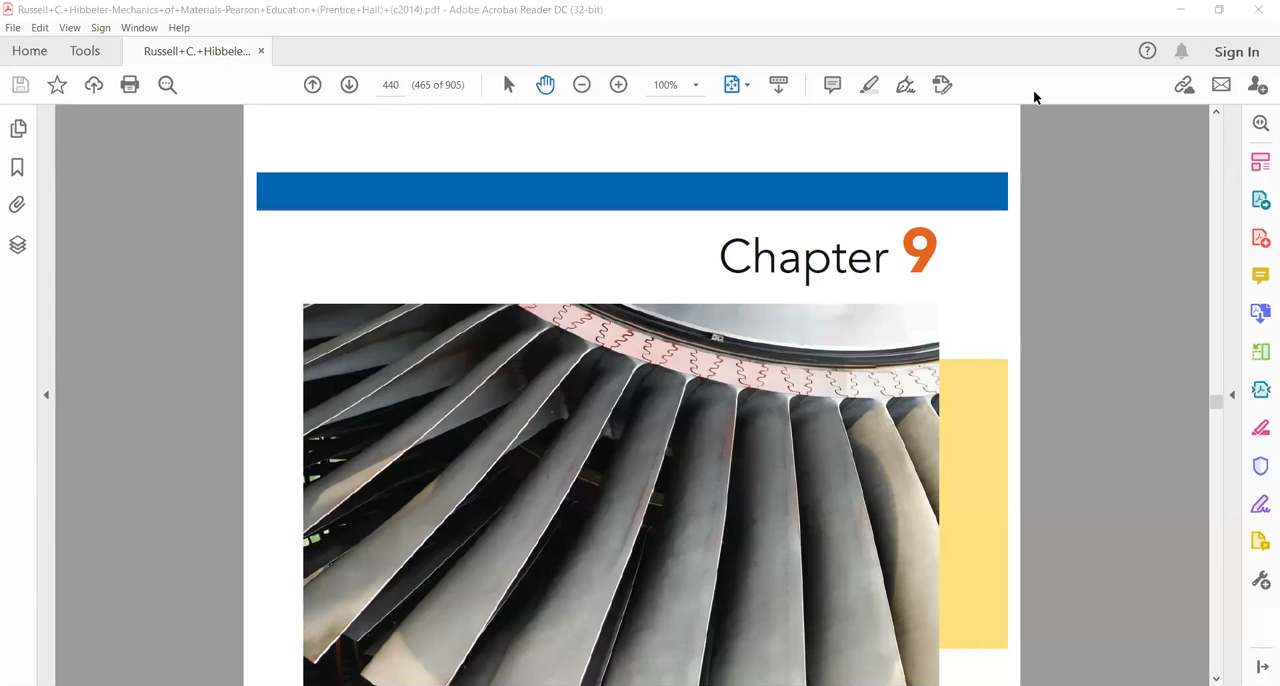 Russell+C.+Hibbeler-Mechanics+of+Materials-Pearson+Education+(Prentice+Hall)+(c2014).pdf - Adobe Acrobat Reader DC (32-bit)
File Edit View Sign Window Help
Home Tools Russell+C.+Hibbele... × Sign In
440 (465 of 905) 100%
Chapter 9